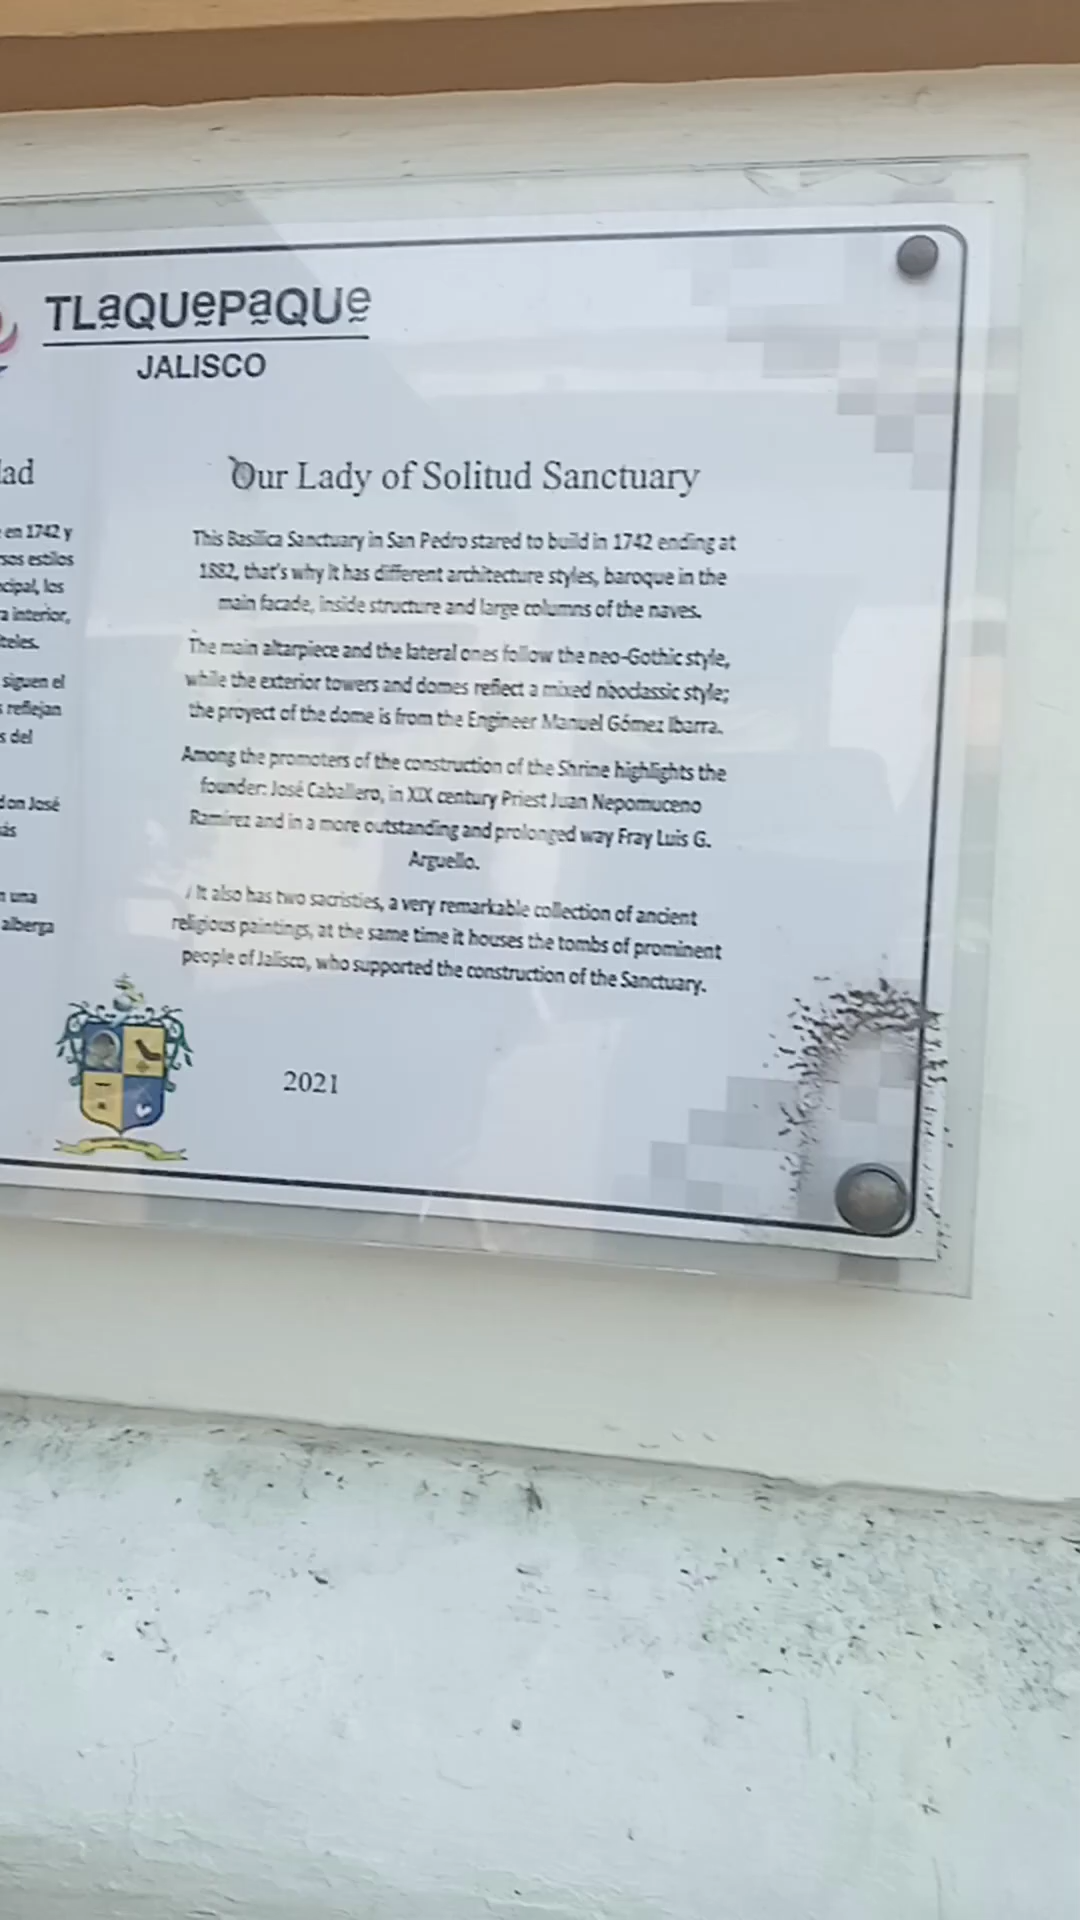 TLaQUePaQUe
JALISCO
lad
en 1742 y
sos estilos
cipal, los
a interior,
teles.
siguen el
s reflejan
s del
don José
ás
n una
alberga
Our Lady of Solitud Sanctuary
This Basilica Sanctuary in San Pedro stared to build in 1742 ending at
1882, that's why it has different architecture styles, baroque in the
main facade, inside structure and large columns of the naves.
The main altarpiece and the lateral ones follow the neo-Gothic style,
while the exterior towers and domes reflect a mixed neoclassic style;
the proyect of the dome is from the Engineer Manuel Gómez Ibarra.
Among the promoters of the construction of the Shrine highlights the
founder: José Caballero, in XIX century Priest Juan Nepomuceno
Ramírez and in a more outstanding and prolonged way Fray Luis G.
Arguello.
/ It also has two sacristies, a very remarkable collection of ancient
religious paintings, at the same time it houses the tombs of prominent
people of Jalisco, who supported the construction of the Sanctuary.
2021